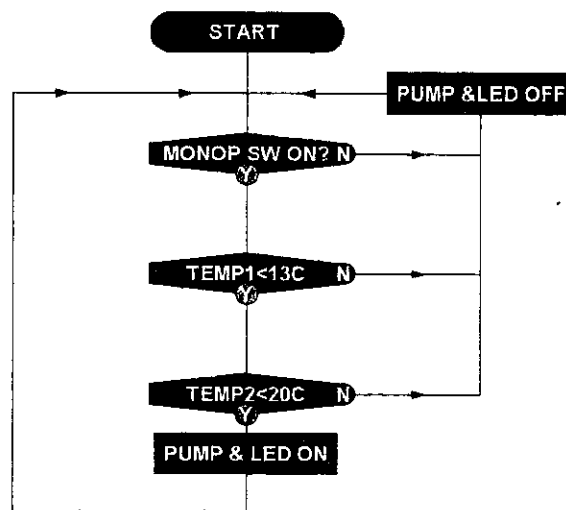 START
PUMP &LED OFF
MONOP SW ON? N
Y
TEMP1<13C N
Y
TEMP2<20C N
Y
PUMP & LED ON